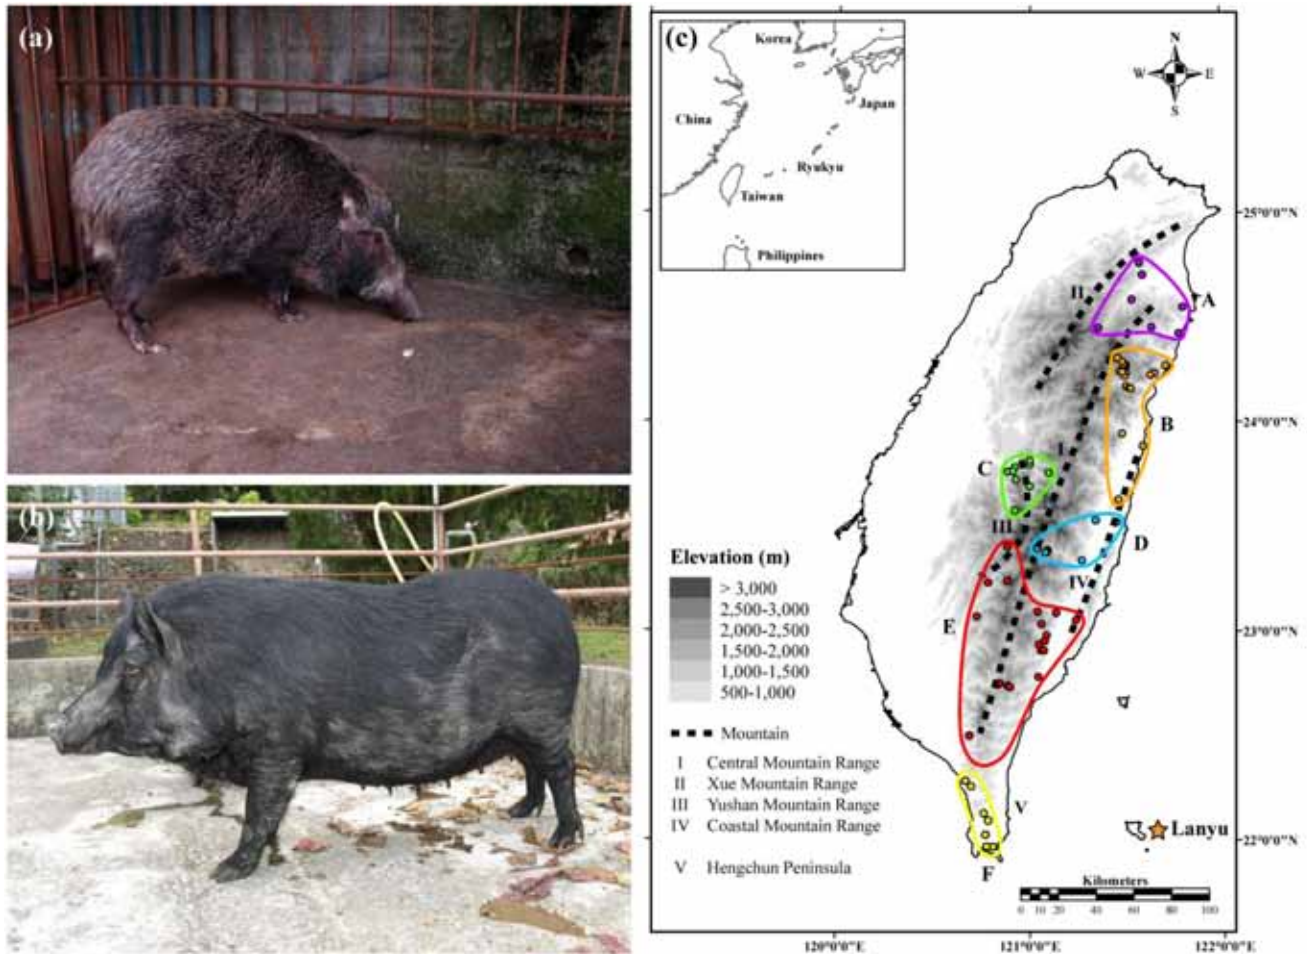 (a)
(b)
(c)
Korea
China
Japan
Ryukyu
Taiwan
Philippines
N
W E
S
25°0'0"N
24°0'0"N
23°0'0"N
22°0'0"N
II
A
B
I
C
III
D
IV
E
V
F
Lanyu
Elevation (m)
> 3,000
2,500-3,000
2,000-2,500
1,500-2,000
1,000-1,500
500-1,000
Mountain
I Central Mountain Range
II Xue Mountain Range
III Yushan Mountain Range
IV Coastal Mountain Range
V Hengchun Peninsula
Kilometers
0 5 10 20 40 60 80 100
120°0'0"E 121°0'0"E 122°0'0"E